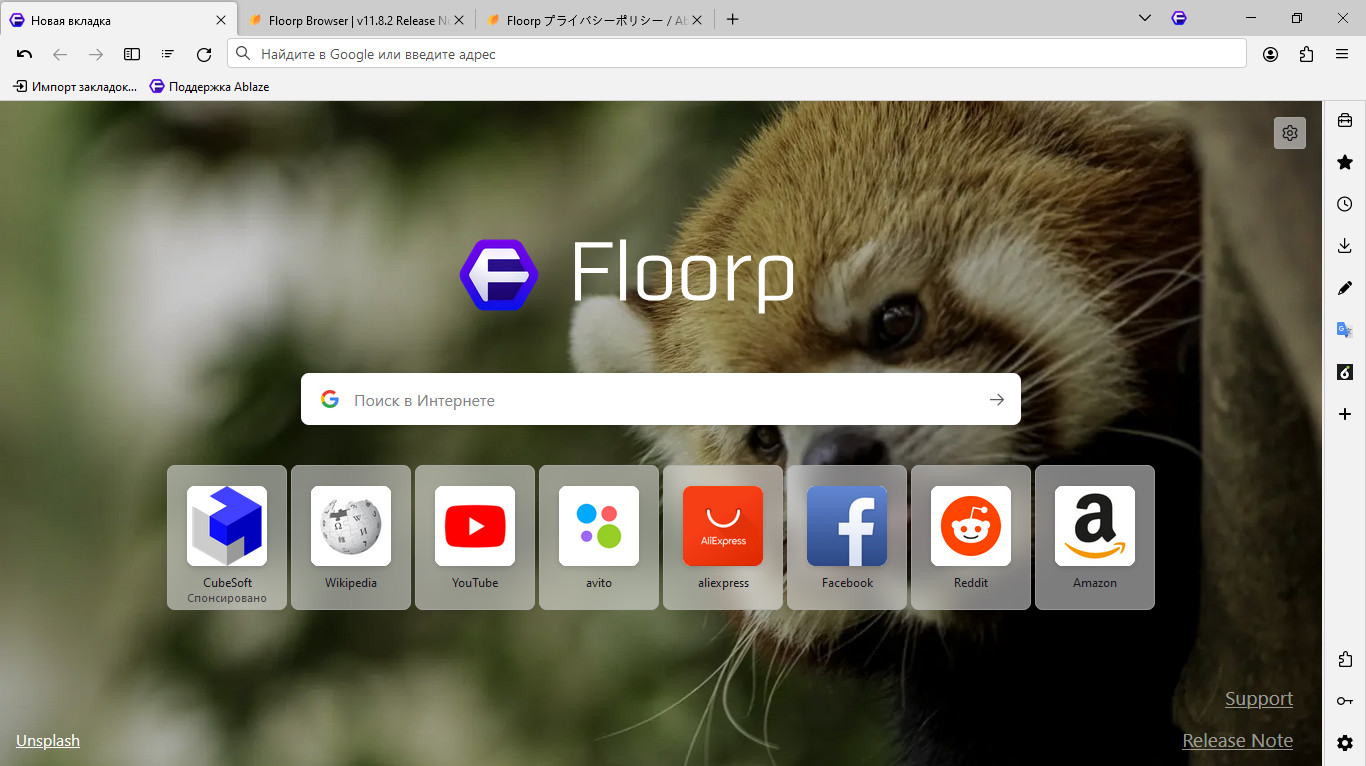 Новая вкладка
Floorp Browser | v11.8.2 Release N
Floorp プライバシーポリシー / Ab
Найдите в Google или введите адрес
Импорт закладок...
Поддержка Ablaze
Floorp
Поиск в Интернете
AliExpress
CubeSoft
Спонсировано
Wikipedia
YouTube
avito
aliexpress
Facebook
Reddit
Amazon
Support
Unsplash
Release Note